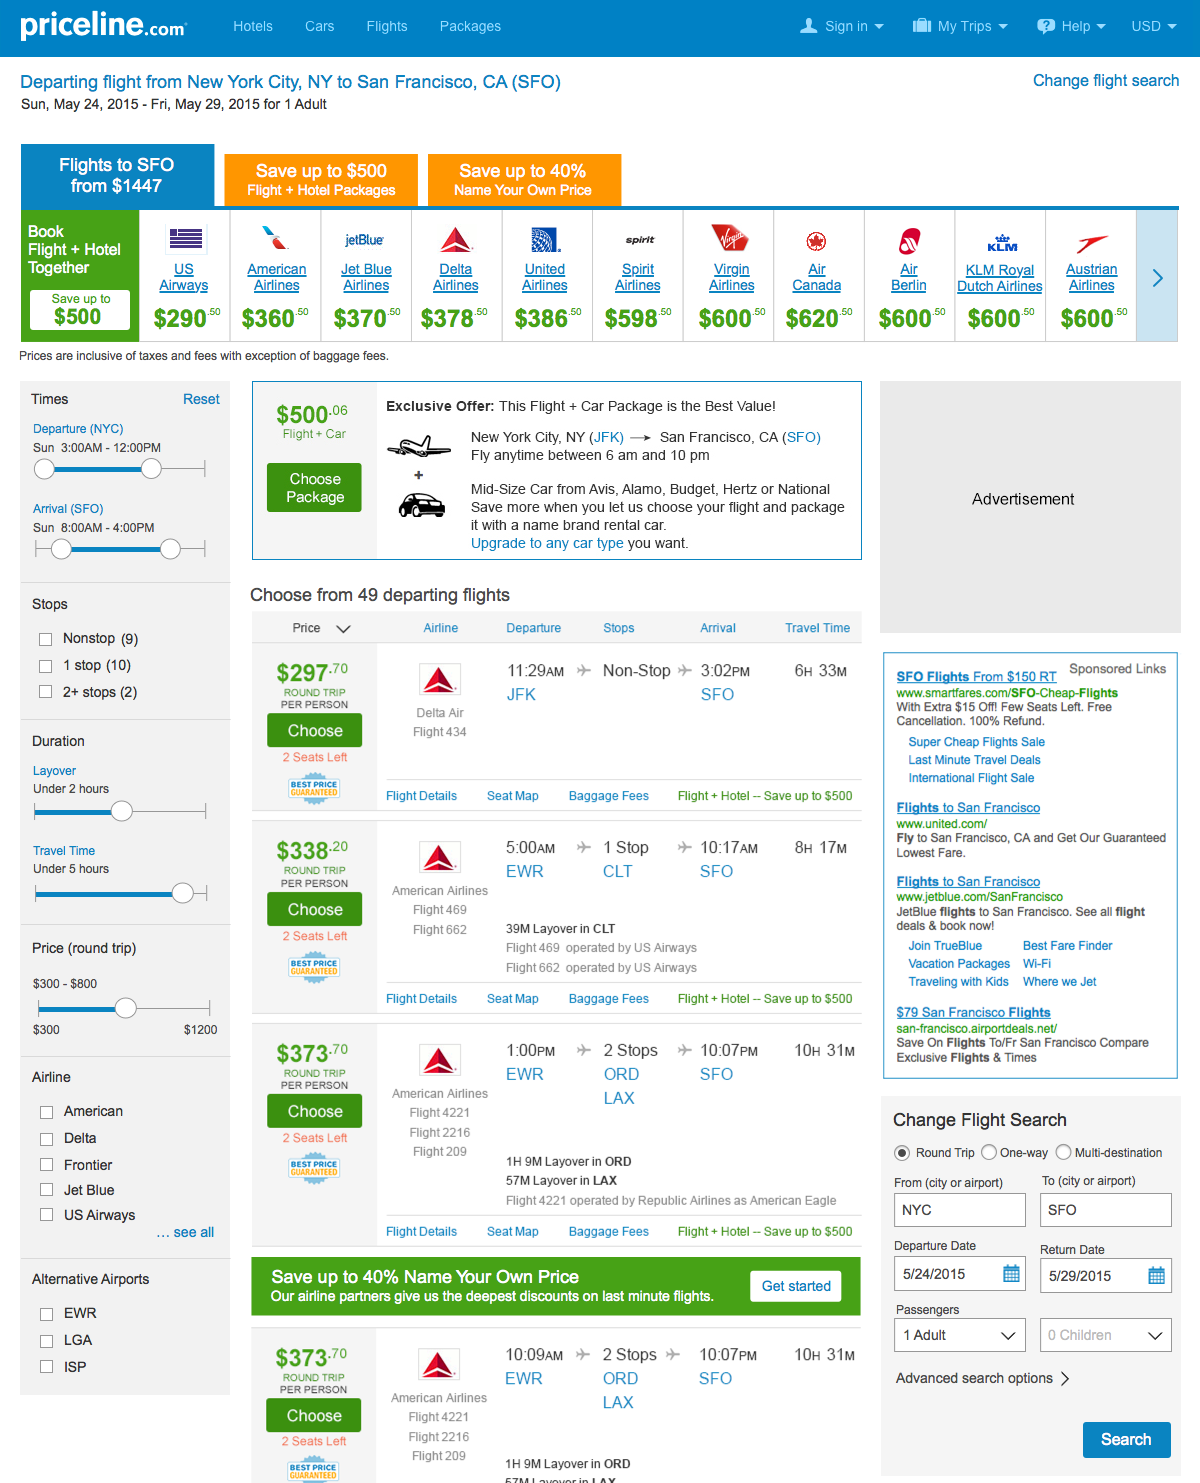 priceline.com
Hotels Cars Flights Packages
Sign in My Trips Help USD
Departing flight from New York City, NY to San Francisco, CA (SFO)
Change flight search
Sun, May 24, 2015 - Fri, May 29, 2015 for 1 Adult
Flights to SFO
from $1447
Save up to $500
Flight + Hotel Packages
Save up to 40%
Name Your Own Price
Book
Flight + Hotel
Together
Save up to
$500
US
Airways
$290.50
American
Airlines
$360.50
jetBlue
Jet Blue
Airlines
$370.50
Delta
Airlines
$378.50
United
Airlines
$386.50
spirit
Spirit
Airlines
$598.50
Virgin
Virgin
Airlines
$600.50
Air
Canada
$620.50
Air
Berlin
$600.50
KLM
KLM Royal
Dutch Airlines
$600.50
Austrian
Airlines
$600.50
Prices are inclusive of taxes and fees with exception of baggage fees.
Times Reset
Departure (NYC)
Sun 3:00AM - 12:00PM
Arrival (SFO)
Sun 8:00AM - 4:00PM
Stops
Nonstop (9)
1 stop (10)
2+ stops (2)
Duration
Layover
Under 2 hours
Travel Time
Under 5 hours
Price (round trip)
$300 - $800
$300 $1200
Airline
American
Delta
Frontier
Jet Blue
US Airways
... see all
Alternative Airports
EWR
LGA
ISP
$500.06
Flight + Car
Choose
Package
Exclusive Offer: This Flight + Car Package is the Best Value!
New York City, NY (JFK) → San Francisco, CA (SFO)
Fly anytime between 6 am and 10 pm
+
Mid-Size Car from Avis, Alamo, Budget, Hertz or National
Save more when you let us choose your flight and package
it with a name brand rental car.
Upgrade to any car type you want.
Choose from 49 departing flights
Price Airline Departure Stops Arrival Travel Time
$297.70
ROUND TRIP
PER PERSON
Choose
2 Seats Left
BEST PRICE
GUARANTEED
Delta Air
Flight 434
11:29AM Non-Stop 3:02PM 6H 33M
JFK SFO
Flight Details Seat Map Baggage Fees Flight + Hotel -- Save up to $500
$338.20
ROUND TRIP
PER PERSON
Choose
2 Seats Left
BEST PRICE
GUARANTEED
American Airlines
Flight 469
Flight 662
5:00AM 1 Stop 10:17AM 8H 17M
EWR CLT SFO
39M Layover in CLT
Flight 469 operated by US Airways
Flight 662 operated by US Airways
Flight Details Seat Map Baggage Fees Flight + Hotel -- Save up to $500
$373.70
ROUND TRIP
PER PERSON
Choose
2 Seats Left
BEST PRICE
GUARANTEED
American Airlines
Flight 4221
Flight 2216
Flight 209
1:00PM 2 Stops 10:07PM 10H 31M
EWR ORD SFO
LAX
1H 9M Layover in ORD
57M Layover in LAX
Flight 4221 operated by Republic Airlines as American Eagle
Flight Details Seat Map Baggage Fees Flight + Hotel -- Save up to $500
Save up to 40% Name Your Own Price
Our airline partners give us the deepest discounts on last minute flights.
Get started
$373.70
ROUND TRIP
PER PERSON
Choose
2 Seats Left
BEST PRICE
GUARANTEED
American Airlines
Flight 4221
Flight 2216
Flight 209
10:09AM 2 Stops 10:07PM 10H 31M
EWR ORD SFO
LAX
1H 9M Layover in ORD
57M Layover in LAX
Advertisement
Sponsored Links
SFO Flights From $150 RT
www.smartfares.com/SFO-Cheap-Flights
With Extra $15 Off! Few Seats Left. Free
Cancellation. 100% Refund.
Super Cheap Flights Sale
Last Minute Travel Deals
International Flight Sale
Flights to San Francisco
www.united.com/
Fly to San Francisco, CA and Get Our Guaranteed
Lowest Fare.
Flights to San Francisco
www.jetblue.com/SanFrancisco
JetBlue flights to San Francisco. See all flight
deals & book now!
Join TrueBlue Best Fare Finder
Vacation Packages Wi-Fi
Traveling with Kids Where we Jet
$79 San Francisco Flights
san-francisco.airportdeals.net/
Save On Flights To/Fr San Francisco Compare
Exclusive Flights & Times
Change Flight Search
Round Trip One-way Multi-destination
From (city or airport) To (city or airport)
NYC SFO
Departure Date Return Date
5/24/2015 5/29/2015
Passengers
1 Adult 0 Children
Advanced search options
Search